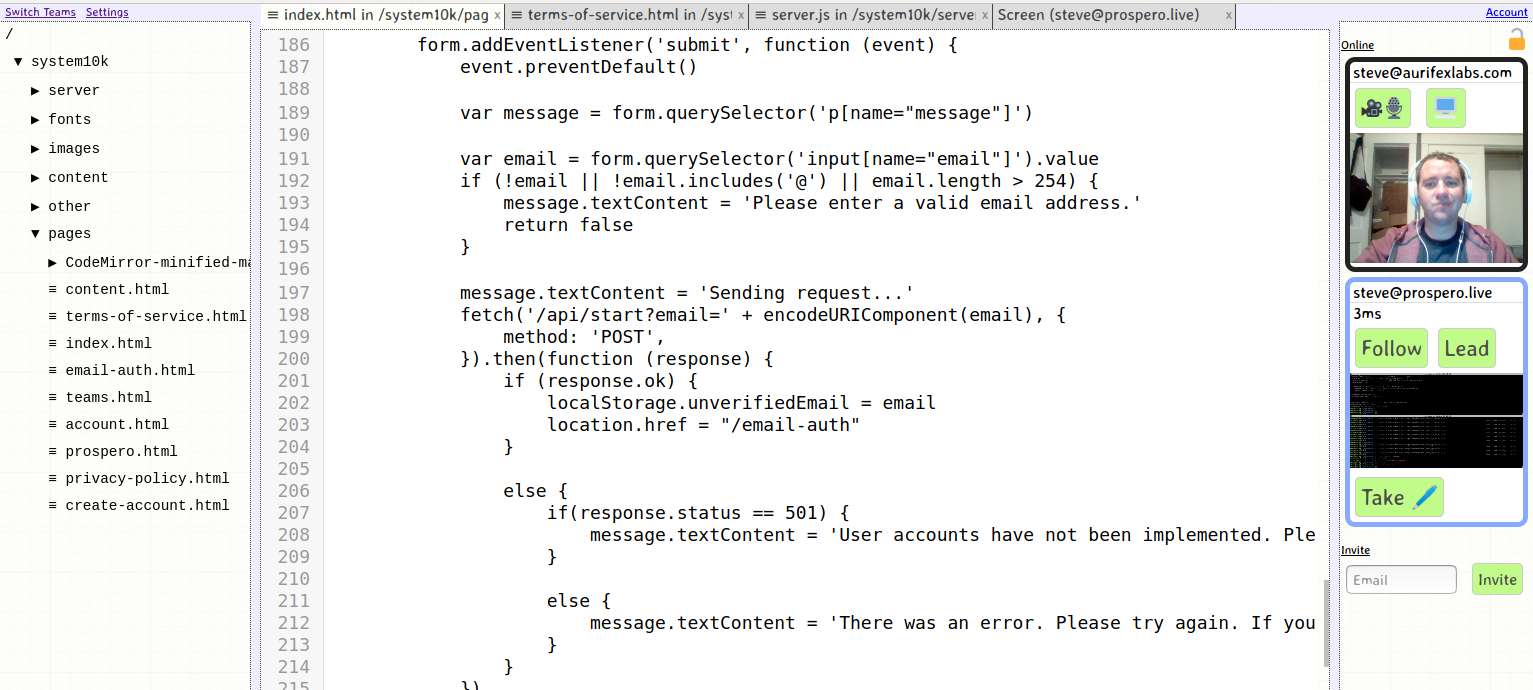 Switch Teams Settings
/
▼ system10k
▶ server
▶ fonts
▶ images
▶ content
▶ other
▼ pages
▶ CodeMirror-minified-ma
≡ content.html
≡ terms-of-service.html
≡ index.html
≡ email-auth.html
≡ teams.html
≡ account.html
≡ prospero.html
≡ privacy-policy.html
≡ create-account.html
≡ index.html in /system10k/pag x
≡ terms-of-service.html in /syst x
≡ server.js in /system10k/serve x
Screen (steve@prospero.live) x
186 form.addEventListener('submit', function (event) {
187 event.preventDefault()
188
189 var message = form.querySelector('p[name="message"]')
190
191 var email = form.querySelector('input[name="email"]').value
192 if (!email || !email.includes('@') || email.length > 254) {
193 message.textContent = 'Please enter a valid email address.'
194 return false
195 }
196
197 message.textContent = 'Sending request...'
198 fetch('/api/start?email=' + encodeURIComponent(email), {
199 method: 'POST',
200 }).then(function (response) {
201 if (response.ok) {
202 localStorage.unverifiedEmail = email
203 location.href = "/email-auth"
204 }
205
206 else {
207 if(response.status == 501) {
208 message.textContent = 'User accounts have not been implemented. Ple
209 }
210
211 else {
212 message.textContent = 'There was an error. Please try again. If you
213 }
214 }
215 })
Account
Online
steve@aurifexlabs.com
steve@prospero.live
3ms
Follow Lead
Take
Invite
Email Invite